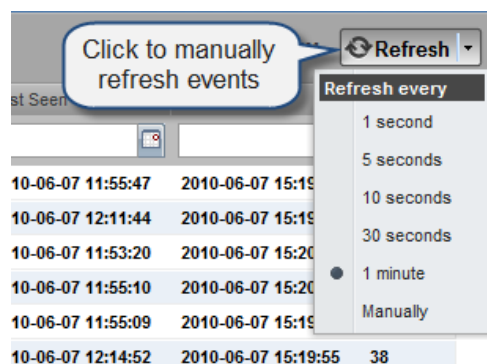 Click to manually
refresh events
Refresh
Refresh every
1 second
5 seconds
10 seconds
30 seconds
1 minute
Manually
st Seen
10-06-07 11:55:47 2010-06-07 15:19
10-06-07 12:11:44 2010-06-07 15:19
10-06-07 11:53:20 2010-06-07 15:20
10-06-07 11:55:10 2010-06-07 15:20
10-06-07 11:55:09 2010-06-07 15:19
10-06-07 12:14:52 2010-06-07 15:19:55 38